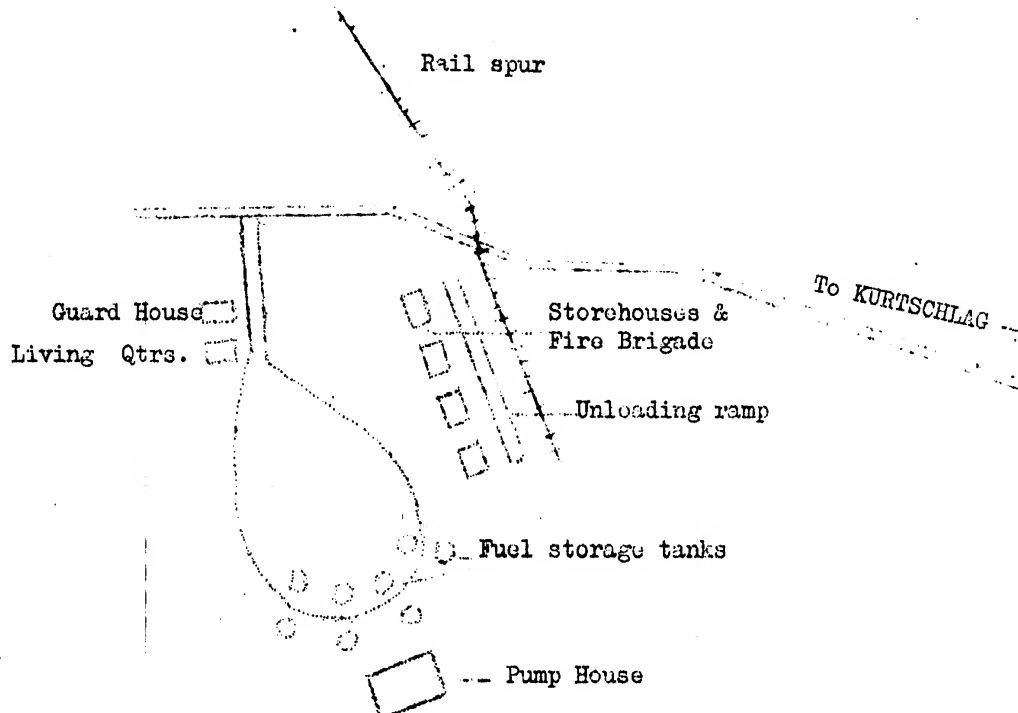 Rail spur
To KURTSCHLAG
Guard House
Storehouses &
Fire Brigade
Living Qtrs.
Unloading ramp
Fuel storage tanks
Pump House